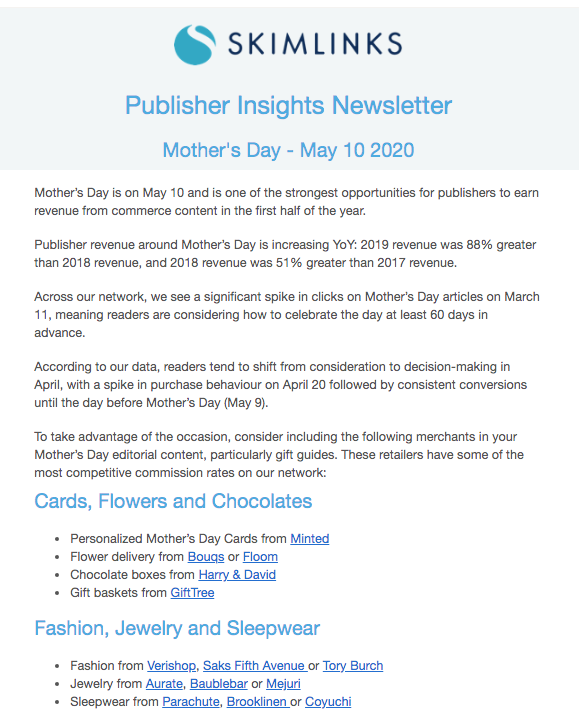 SKIMLINKS
Publisher Insights Newsletter
Mother's Day - May 10 2020
Mother's Day is on May 10 and is one of the strongest opportunities for publishers to earn
revenue from commerce content in the first half of the year.
Publisher revenue around Mother's Day is increasing YoY: 2019 revenue was 88% greater
than 2018 revenue, and 2018 revenue was 51% greater than 2017 revenue.
Across our network, we see a significant spike in clicks on Mother's Day articles on March
11, meaning readers are considering how to celebrate the day at least 60 days in
advance.
According to our data, readers tend to shift from consideration to decision-making in
April, with a spike in purchase behaviour on April 20 followed by consistent conversions
until the day before Mother's Day (May 9).
To take advantage of the occasion, consider including the following merchants in your
Mother's Day editorial content, particularly gift guides. These retailers have some of the
most competitive commission rates on our network:
Cards, Flowers and Chocolates
• Personalized Mother's Day Cards from Minted
• Flower delivery from Bouqs or Floom
• Chocolate boxes from Harry & David
• Gift baskets from GiftTree
Fashion, Jewelry and Sleepwear
• Fashion from Verishop, Saks Fifth Avenue or Tory Burch
• Jewelry from Aurate, Baublebar or Mejuri
• Sleepwear from Parachute, Brooklinen or Coyuchi